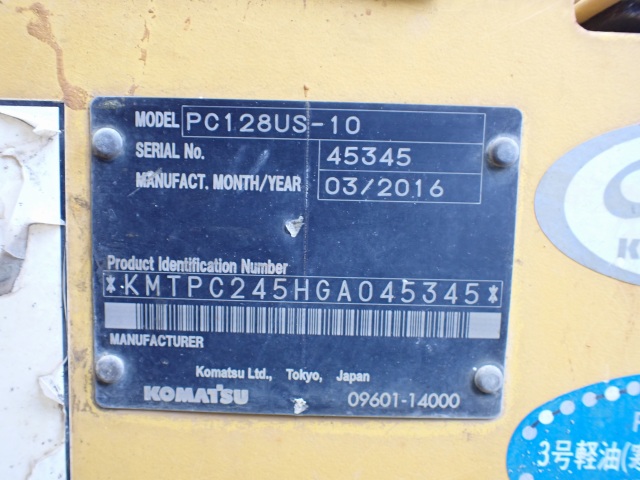 MODEL PC128US-10
SERIAL No. 45345
MANUFACT. MONTH/YEAR 03/2016
Product Identification Number
*KMTPC245HGA045345*
MANUFACTURER
Komatsu Ltd., Tokyo, Japan
KOMATSU 09601-14000
3号軽油(寒